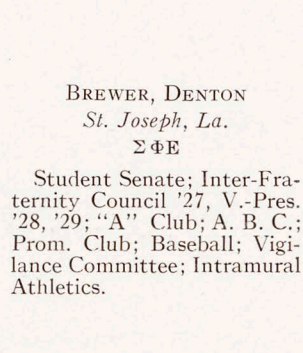 BREWER, DENTON
St. Joseph, La.
ΣΦΕ
Student Senate; Inter-Fra-
ternity Council '27, V.-Pres.
'28, '29; "A" Club; A. B. C.;
Prom. Club; Baseball; Vigi-
lance Committee; Intramural
Athletics.